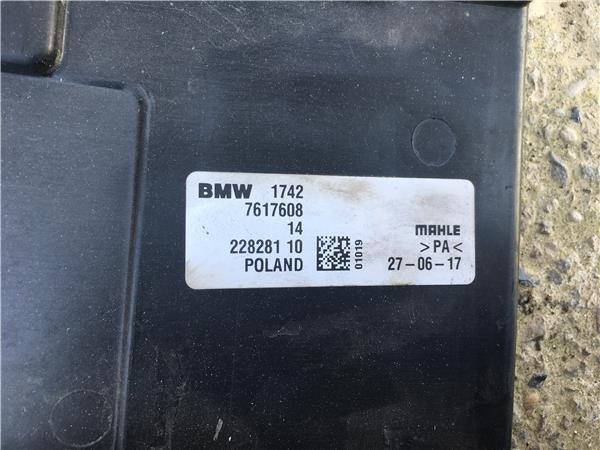 BMW 1742
7617608
14
MAHLE
228281 10
>PA<
POLAND
01019
27-06-17